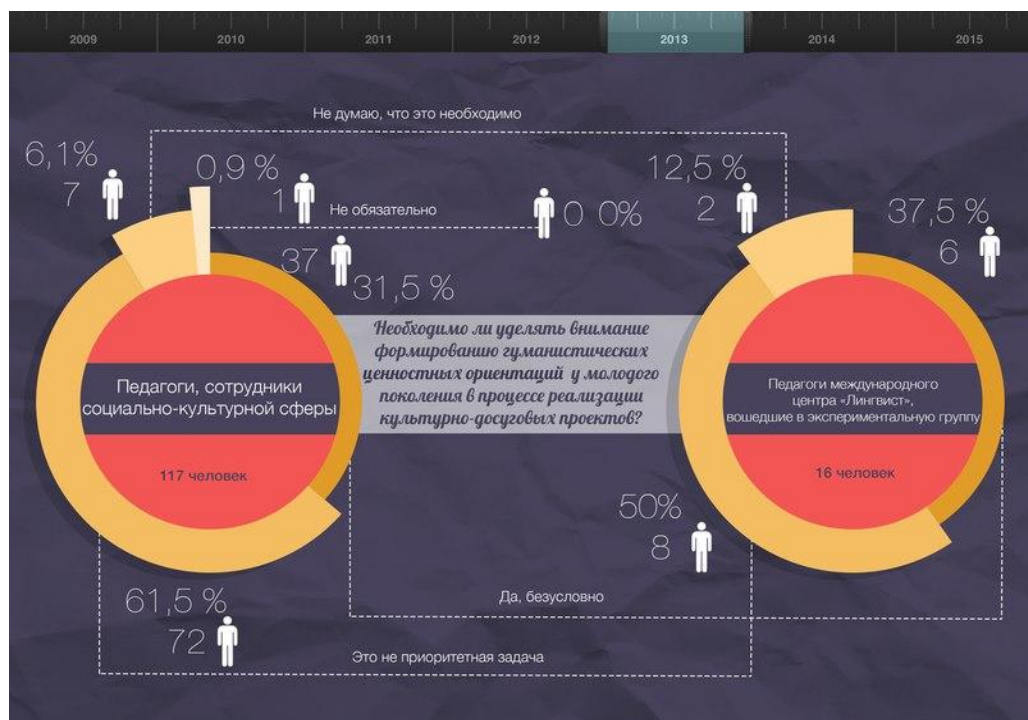 2009 2010 2011 2012 2013 2014 2015
Не думаю, что это необходимо
6,1%
7
0,9 %
1
Не обязательно
0 0%
12,5 %
2
37,5 %
6
37
31,5 %
Необходимо ли уделять внимание
формированию гуманистических
ценностных ориентаций у молодого
поколения в процессе реализации
культурно-досуговых проектов?
Педагоги, сотрудники
социально-культурной сферы
117 человек
Педагоги международного
центра «Лингвист»,
вошедшие в экспериментальную группу
16 человек
50%
8
Да, безусловно
61,5 %
72
Это не приоритетная задача